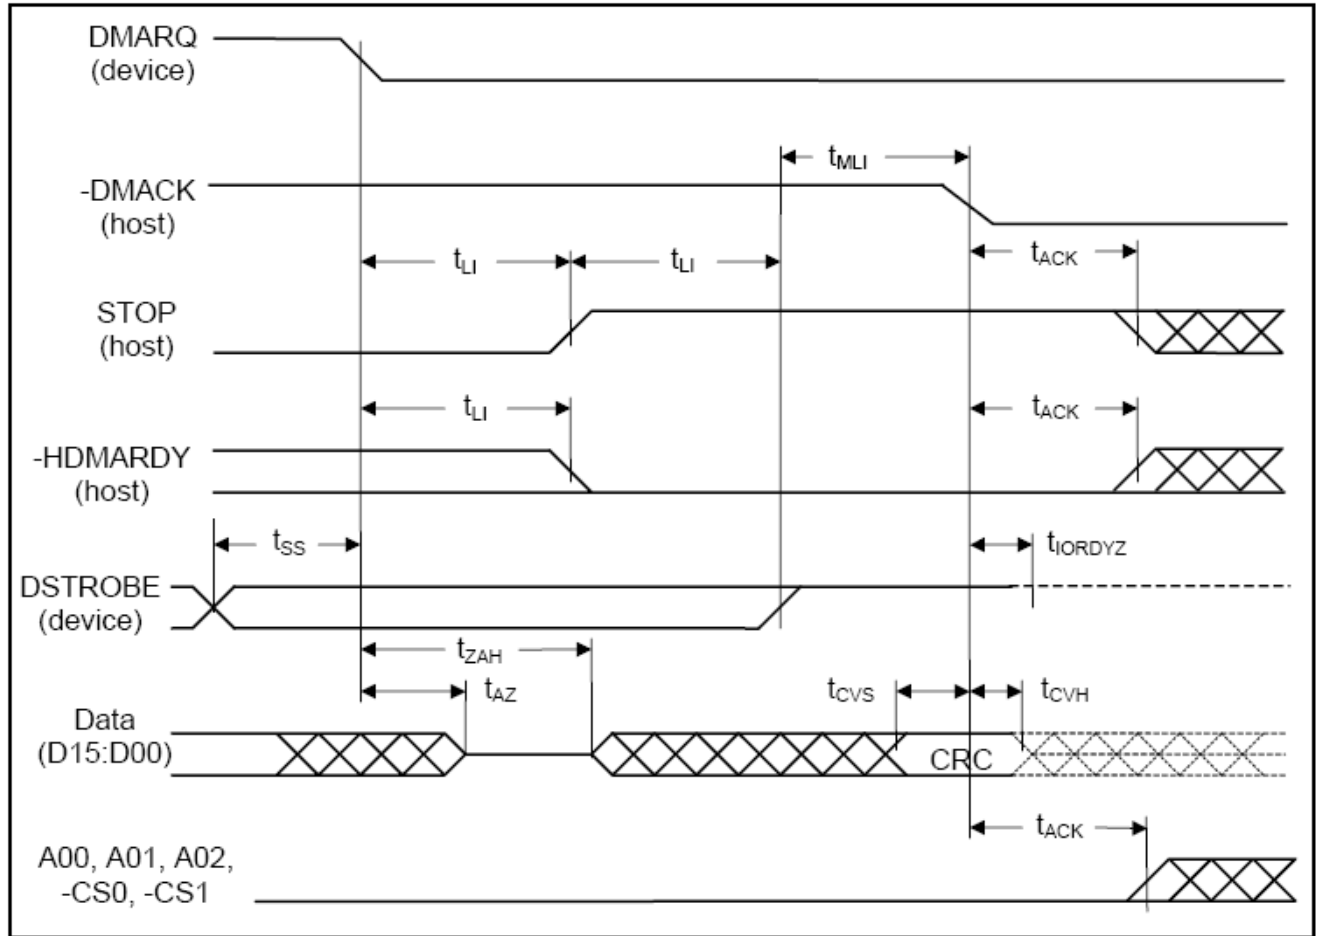 DMARQ
(device)
tMLI
-DMACK
(host)
tLI
tLI
tACK
STOP
(host)
tLI
tACK
-HDMARDY
(host)
tSS
tIORDYZ
DSTROBE
(device)
tZAH
tAZ
tCVS
tCVH
Data
(D15:D00)
CRC
tACK
A00, A01, A02,
-CS0, -CS1